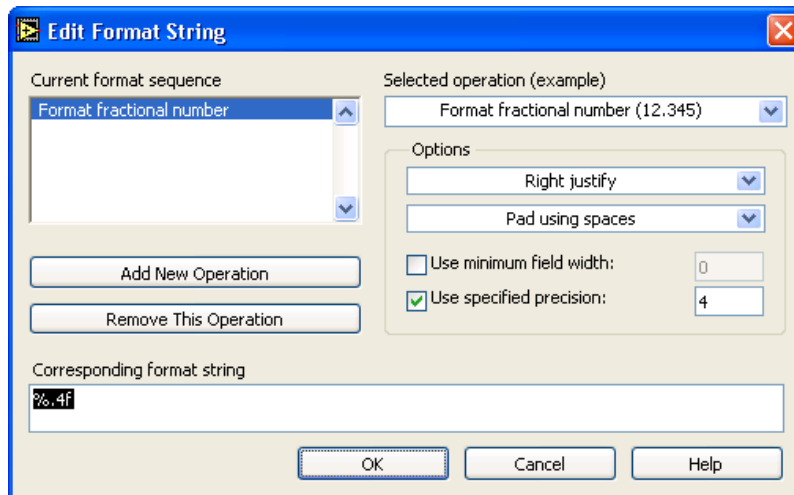 Edit Format String
Current format sequence
Format fractional number
Selected operation (example)
Format fractional number (12.345)
Options
Right justify
Pad using spaces
Use minimum field width: 0
Use specified precision: 4
Add New Operation
Remove This Operation
Corresponding format string
%.4f
OK Cancel Help